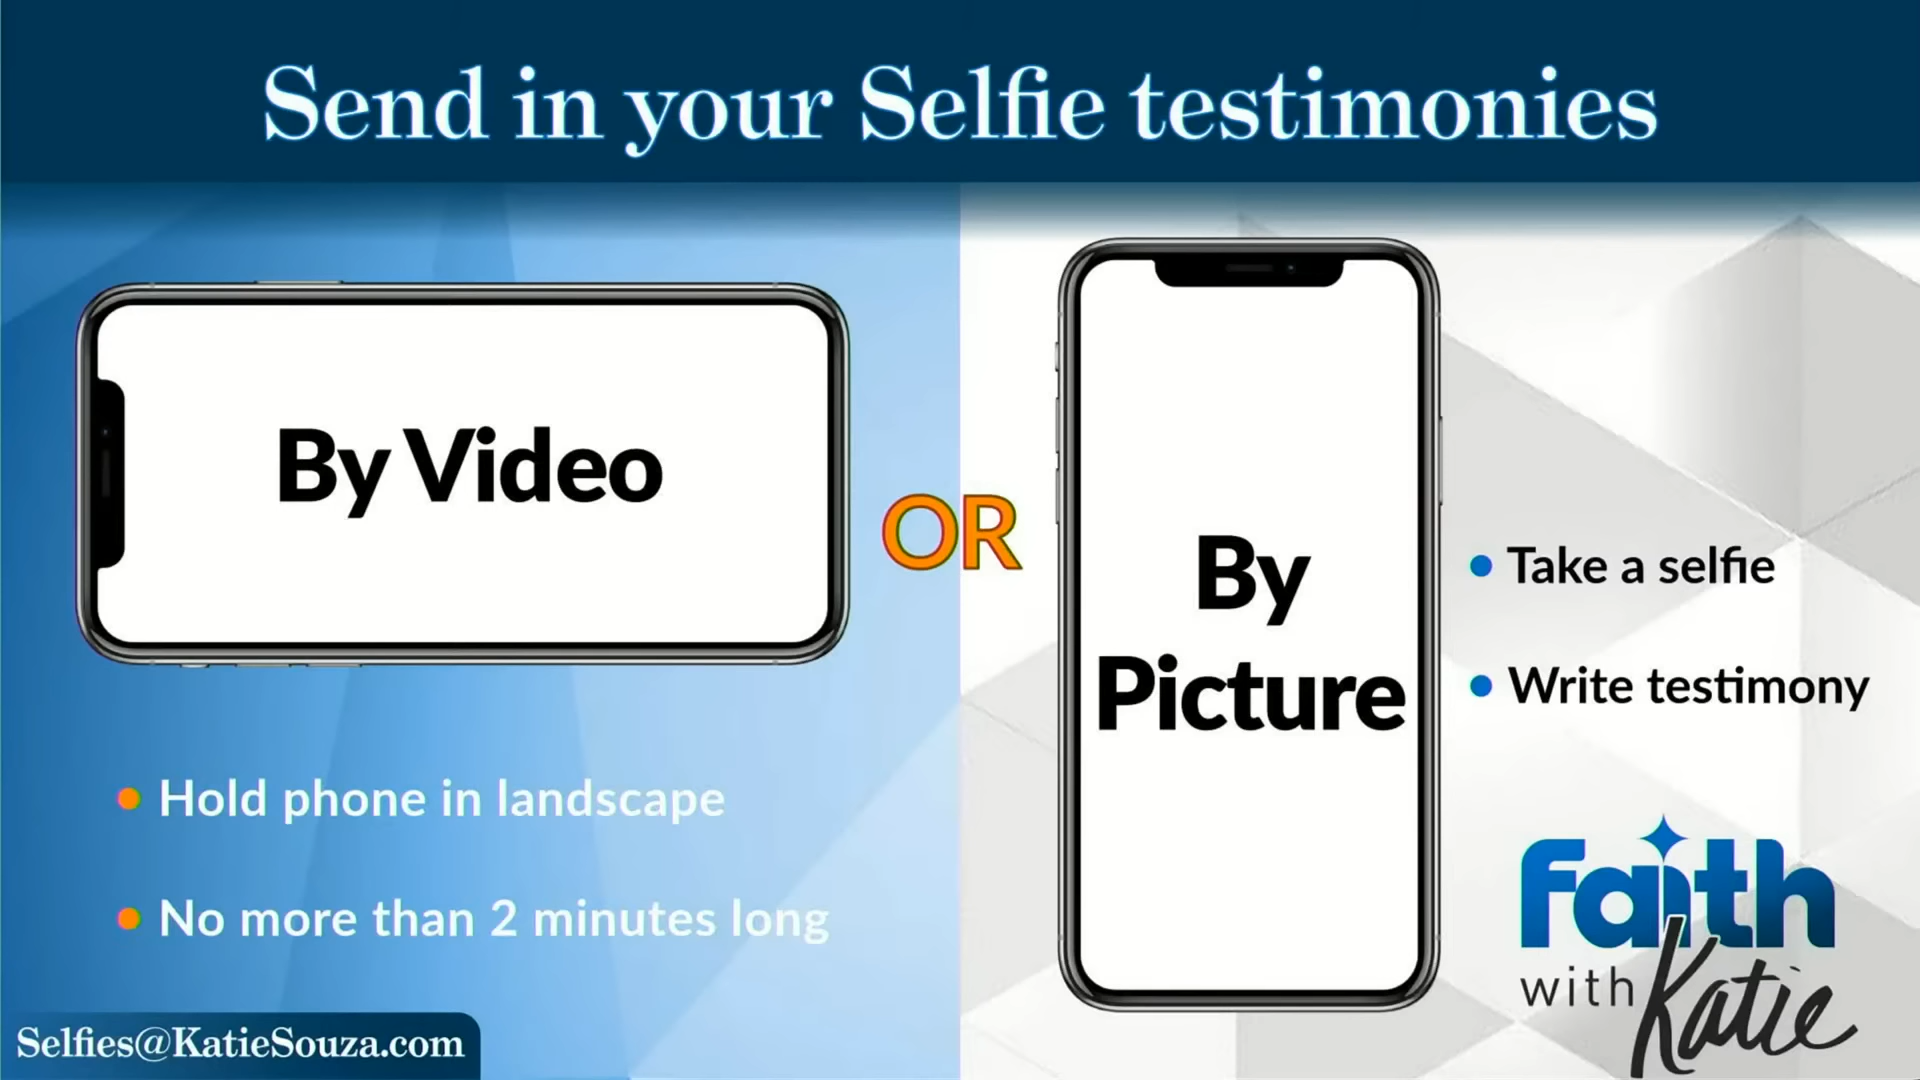 Send in your Selfie testimonies
By Video
OR
By
Picture
• Take a selfie
• Write testimony
• Hold phone in landscape
• No more than 2 minutes long
faith
with Katie
Selfies@KatieSouza.com